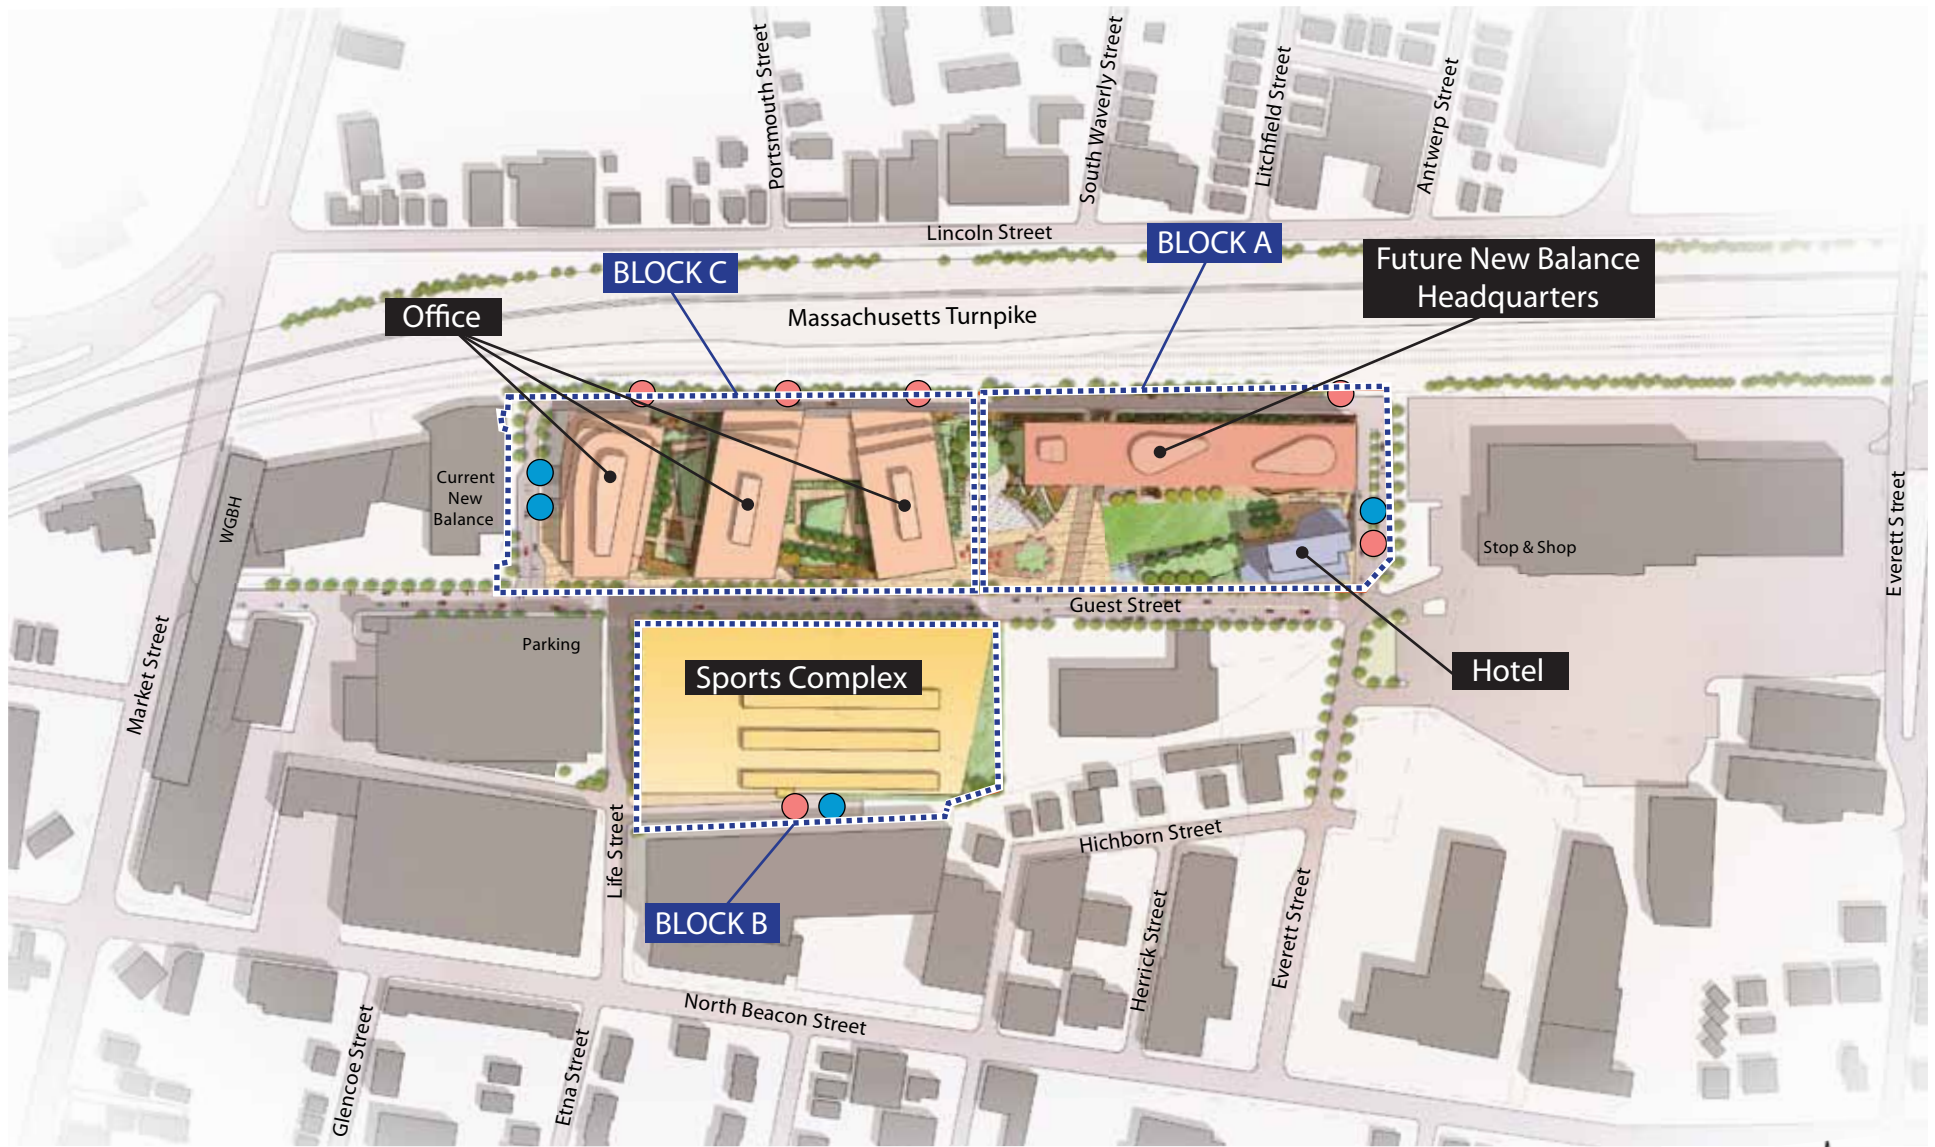 Portsmouth Street
South Waverly Street
Litchfield Street
Antwerp Street
Lincoln Street
BLOCK A
BLOCK C
Future New Balance
Headquarters
Office
Massachusetts Turnpike
Current
New
Balance
WGBH
Stop & Shop
Everett Street
Guest Street
Parking
Market Street
Sports Complex
Hotel
Life Street
Hichborn Street
BLOCK B
Herrick Street
Everett Street
North Beacon Street
Glencoe Street
Etna Street